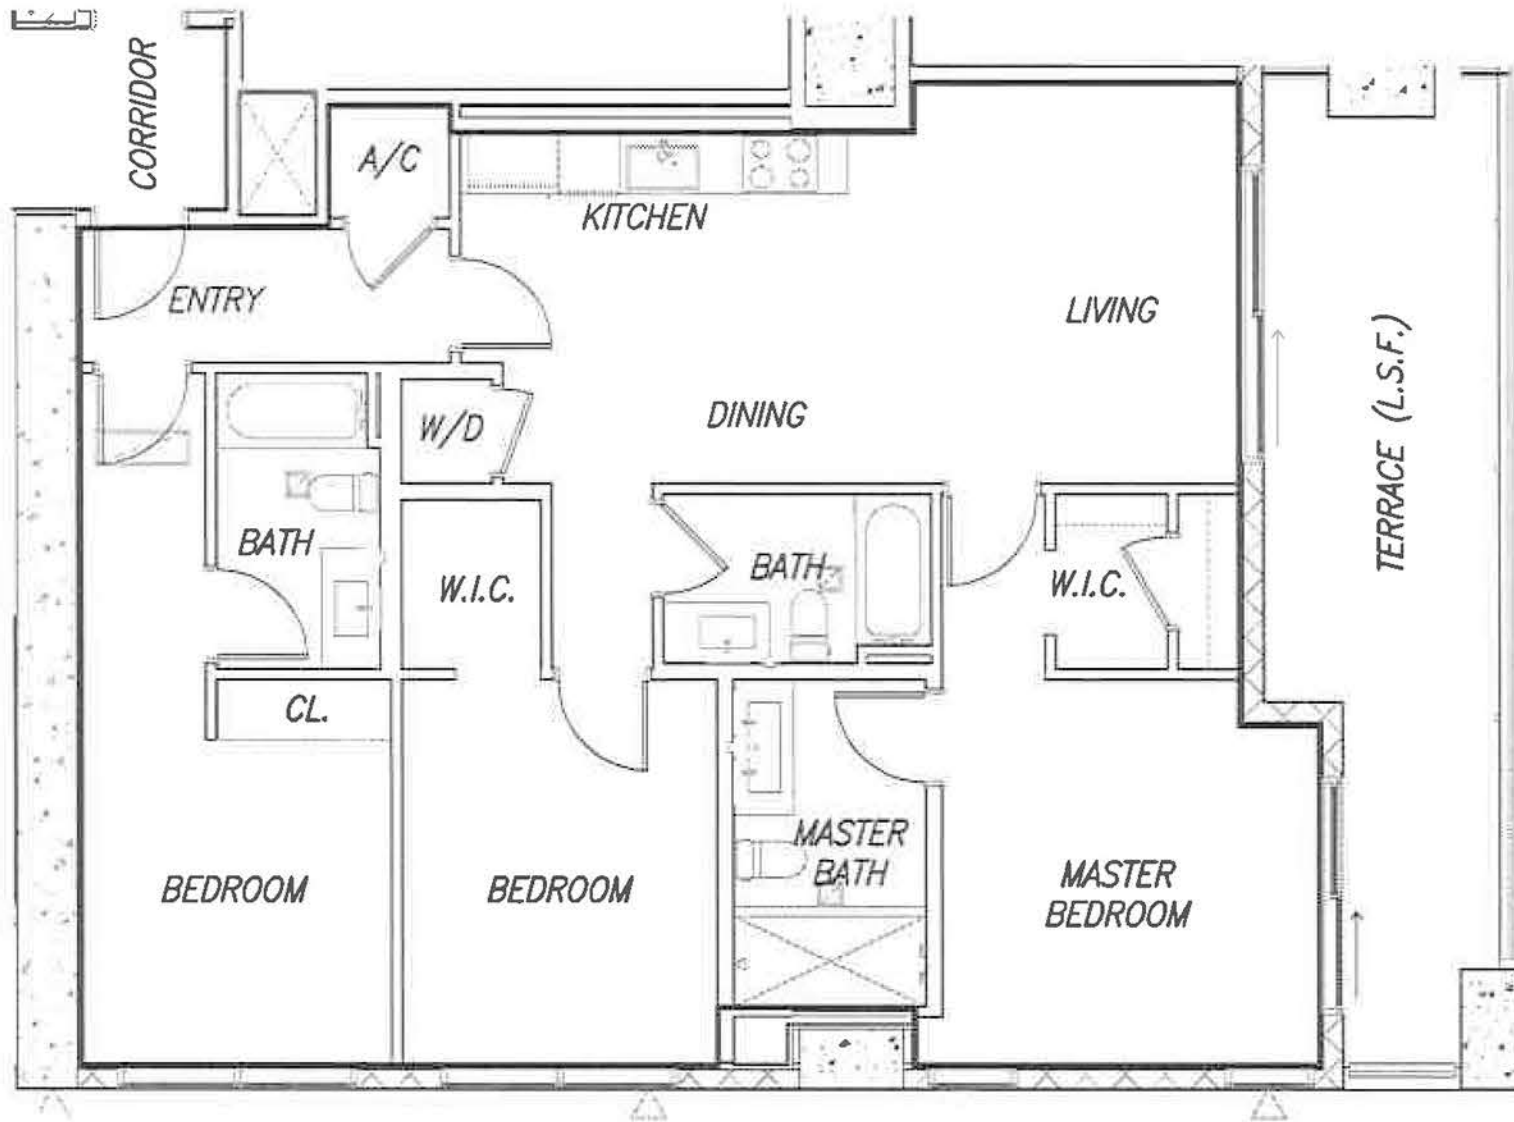 CORRIDOR
A/C
KITCHEN
ENTRY
LIVING
TERRACE (L.S.F.)
DINING
W/D
BATH
W.I.C.
BATH
W.I.C.
CL.
MASTER
BATH
BEDROOM
BEDROOM
MASTER
BEDROOM